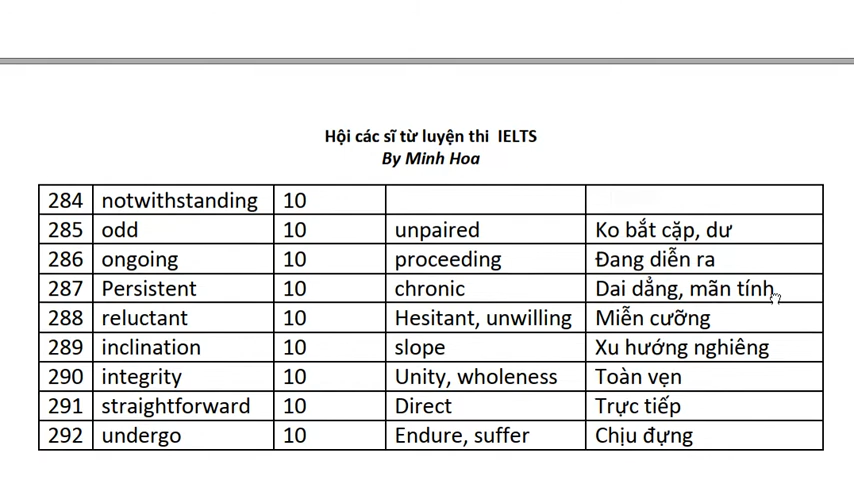 Hội các sĩ tử luyện thi IELTS
By Minh Hoa
284 notwithstanding 10
285 odd 10 unpaired Ko bắt cặp, dư
286 ongoing 10 proceeding Đang diễn ra
287 Persistent 10 chronic Dai dẳng, mãn tính
288 reluctant 10 Hesitant, unwilling Miễn cưỡng
289 inclination 10 slope Xu hướng nghiêng
290 integrity 10 Unity, wholeness Toàn vẹn
291 straightforward 10 Direct Trực tiếp
292 undergo 10 Endure, suffer Chịu đựng